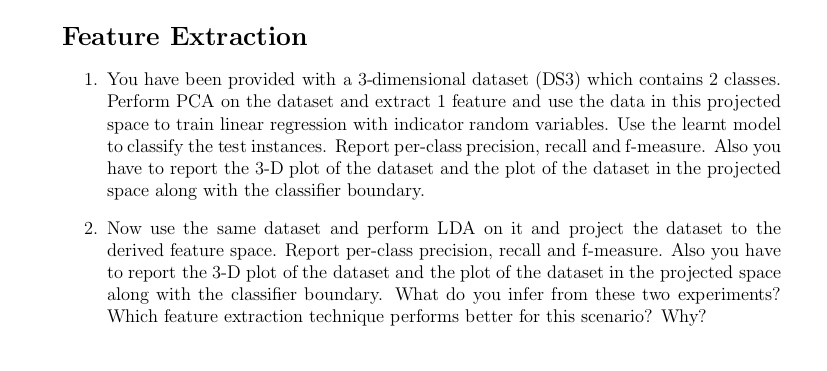 Feature Extraction
1. You have been provided with a 3-dimensional dataset (DS3) which contains 2 classes.
Perform PCA on the dataset and extract 1 feature and use the data in this projected
space to train linear regression with indicator random variables. Use the learnt model
to classify the test instances. Report per-class precision, recall and f-measure. Also you
have to report the 3-D plot of the dataset and the plot of the dataset in the projected
space along with the classifier boundary.
2. Now use the same dataset and perform LDA on it and project the dataset to the
derived feature space. Report per-class precision, recall and f-measure. Also you have
to report the 3-D plot of the dataset and the plot of the dataset in the projected space
along with the classifier boundary. What do you infer from these two experiments?
Which feature extraction technique performs better for this scenario? Why?